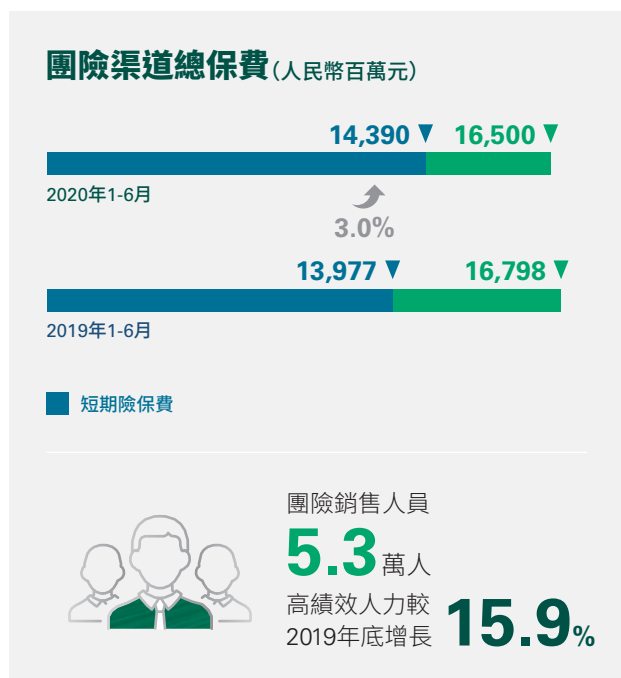 團險渠道總保費(人民幣百萬元)
14,390 ▼ 16,500 ▼
2020年1-6月
3.0%
13,977 ▼ 16,798 ▼
2019年1-6月
短期險保費
團險銷售人員
5.3萬人
高績效人力較
2019年底增長 15.9%